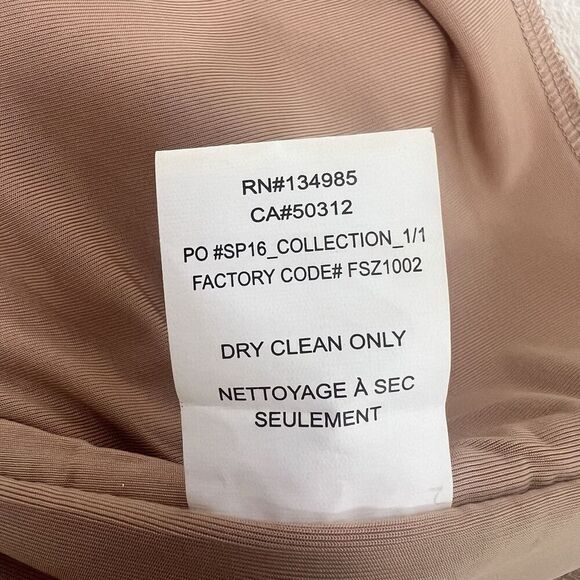 RN#134985
CA#50312
PO #SP16_COLLECTION_1/1
FACTORY CODE# FSZ1002
DRY CLEAN ONLY
NETTOYAGE À SEC
SEULEMENT